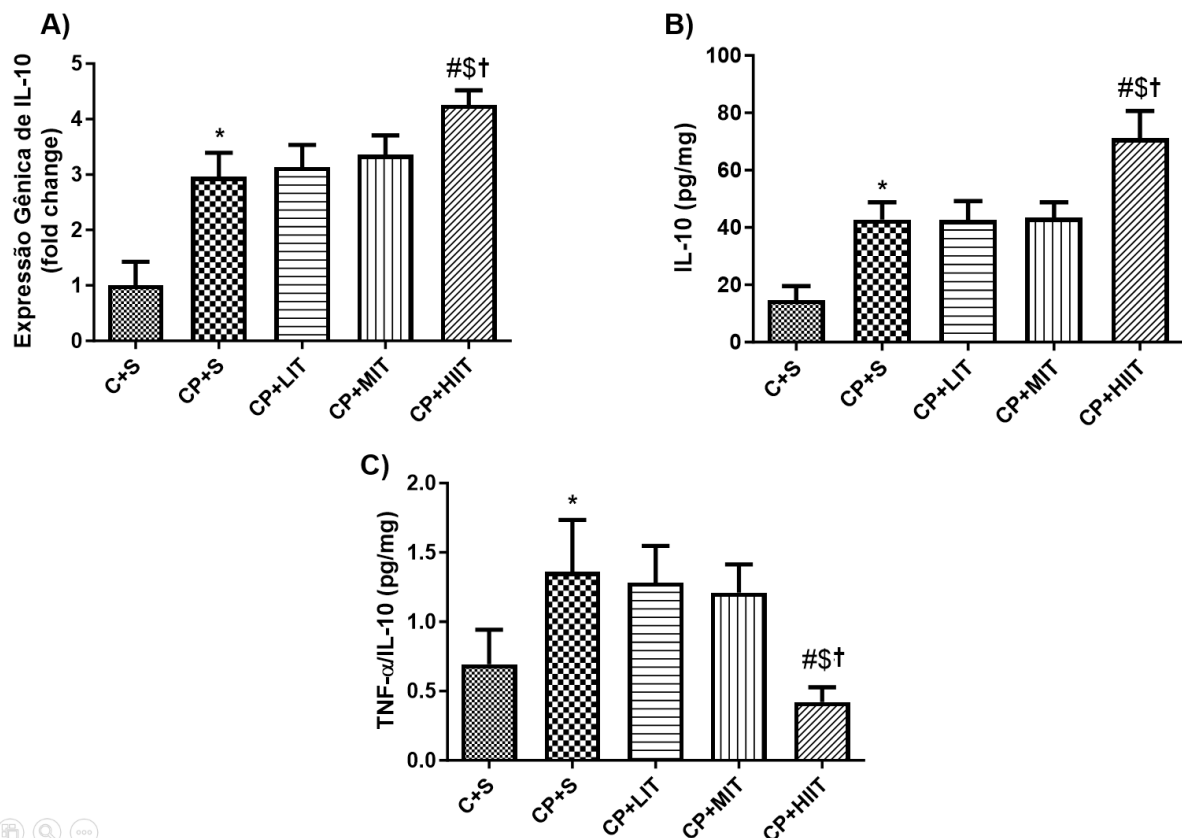 A)
Expressão Gênica de IL-10
(fold change)
5
4
3
2
1
0
*
#$†
C+S
CP+S
CP+LIT
CP+MIT
CP+HIIT
B)
IL-10 (pg/mg)
100
80
60
40
20
0
*
#$†
C+S
CP+S
CP+LIT
CP+MIT
CP+HIIT
C)
TNF-α/IL-10 (pg/mg)
2.0
1.5
1.0
0.5
0.0
*
#$†
C+S
CP+S
CP+LIT
CP+MIT
CP+HIIT